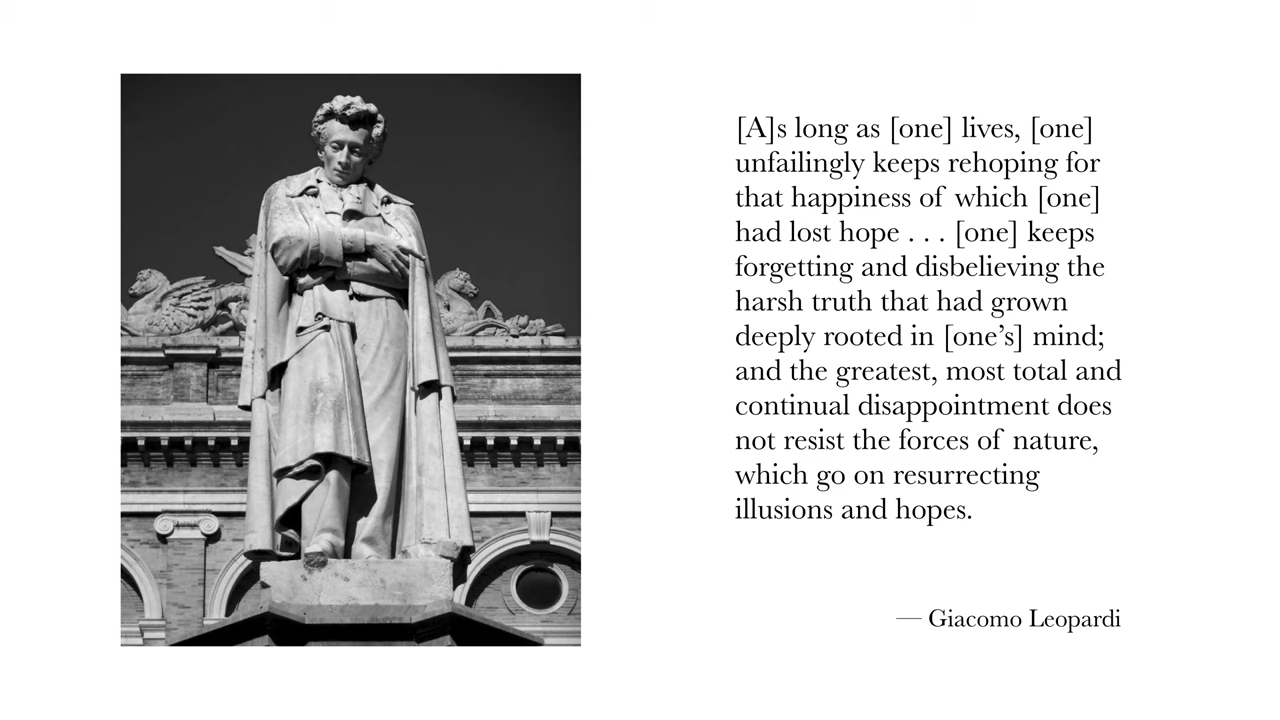 [A]s long as [one] lives, [one]
unfailingly keeps rehoping for
that happiness of which [one]
had lost hope . . . [one] keeps
forgetting and disbelieving the
harsh truth that had grown
deeply rooted in [one’s] mind;
and the greatest, most total and
continual disappointment does
not resist the forces of nature,
which go on resurrecting
illusions and hopes.
— Giacomo Leopardi